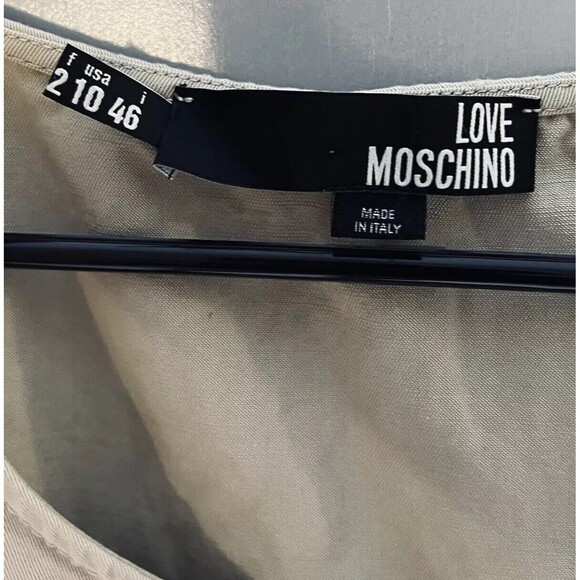 f usa i
2 10 46
LOVE
MOSCHINO
MADE
IN ITALY